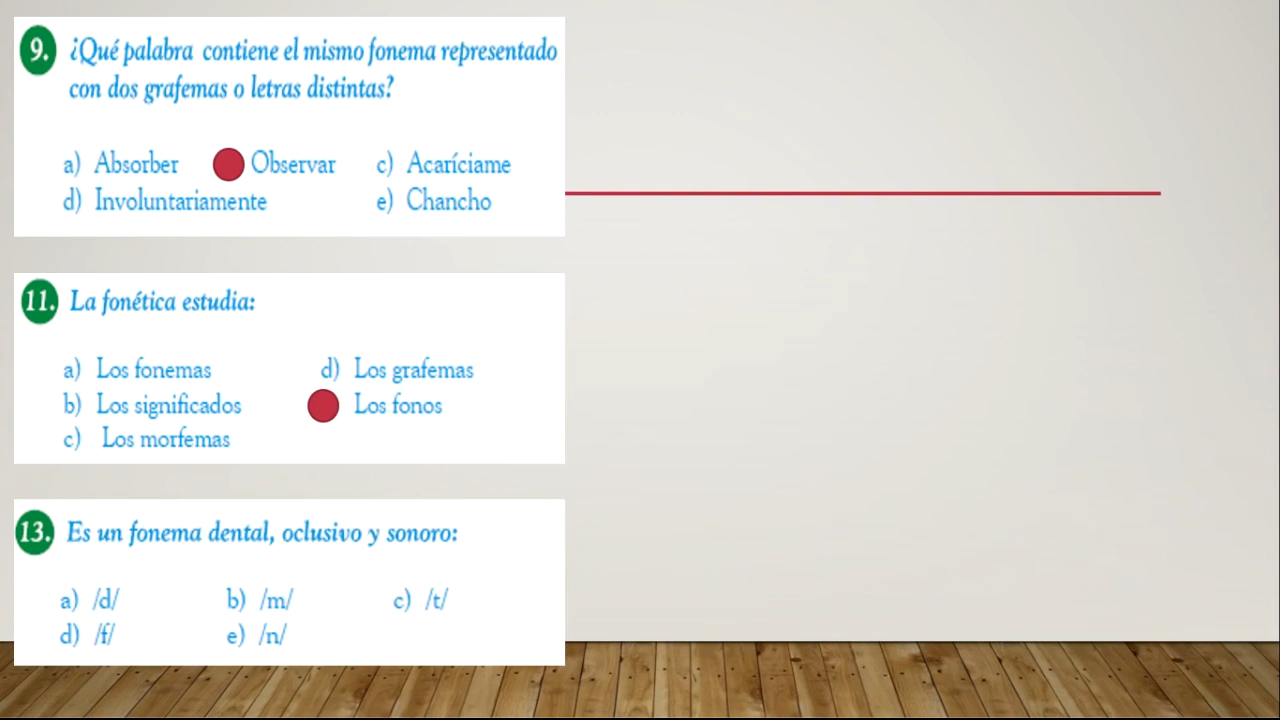 9. ¿Qué palabra contiene el mismo fonema representado
con dos grafemas o letras distintas?
a) Absorber Observar c) Acaríciame
d) Involuntariamente e) Chancho
11. La fonética estudia:
a) Los fonemas d) Los grafemas
b) Los significados Los fonos
c) Los morfemas
13. Es un fonema dental, oclusivo y sonoro:
a) /d/ b) /m/ c) /t/
d) /f/ e) /n/